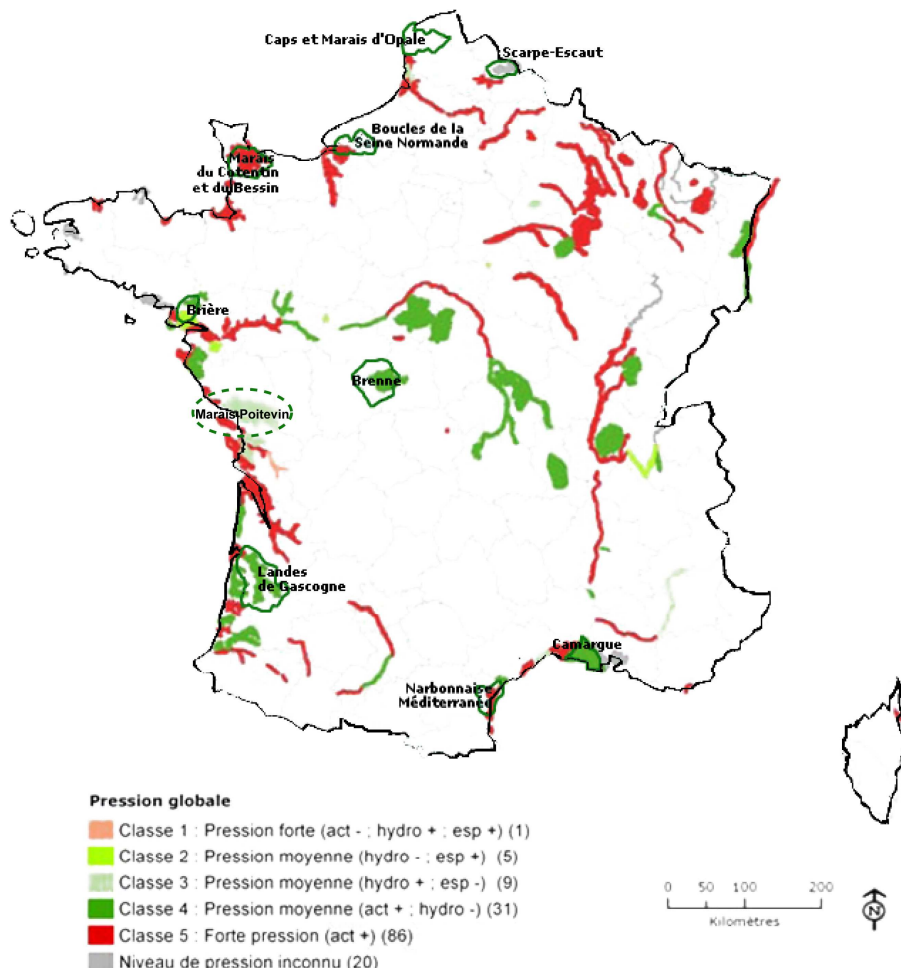 Caps et Marais d'Opale
Scarpe-Escaut
Boucles de la
Seine Normande
Marais
du Cotentin
et du Bessin
Brière
Brenne
Marais Poitevin
Landes
de Gascogne
Camargue
Narbonnaise
Méditerranée
Pression globale
Classe 1 : Pression forte (act - ; hydro + ; esp +) (1)
Classe 2 : Pression moyenne (hydro - ; esp +) (5)
Classe 3 : Pression moyenne (hydro + ; esp -) (9)
Classe 4 : Pression moyenne (act + ; hydro -) (31)
Classe 5 : Forte pression (act +) (86)
Niveau de pression inconnu (20)
0 50 100 200
Kilomètres
N